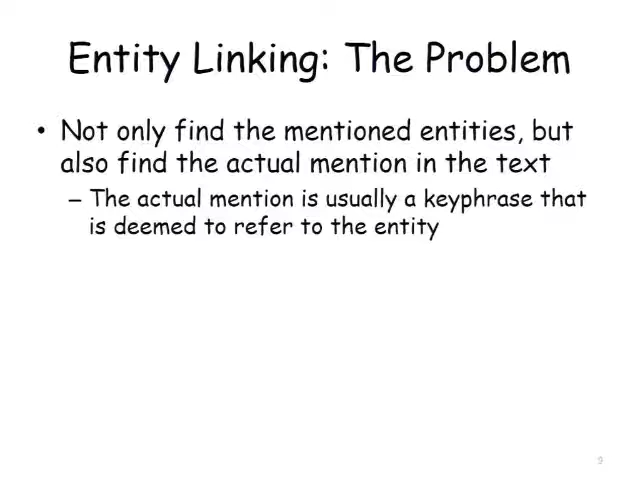 Entity Linking: The Problem
• Not only find the mentioned entities, but
also find the actual mention in the text
– The actual mention is usually a keyphrase that
is deemed to refer to the entity
9